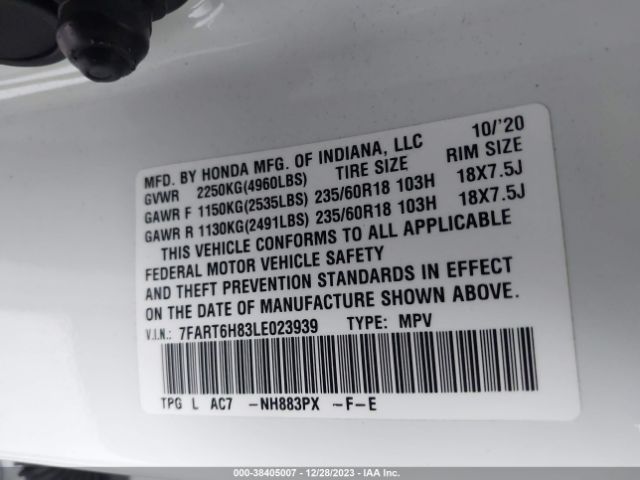 MFD. BY HONDA MFG. OF INDIANA, LLC 10/'20
GVWR 2250KG(4960LBS) TIRE SIZE RIM SIZE
GAWR F 1150KG(2535LBS) 235/60R18 103H 18X7.5J
GAWR R 1130KG(2491LBS) 235/60R18 103H 18X7.5J
THIS VEHICLE CONFORMS TO ALL APPLICABLE
FEDERAL MOTOR VEHICLE SAFETY
AND THEFT PREVENTION STANDARDS IN EFFECT
ON THE DATE OF MANUFACTURE SHOWN ABOVE.
V.I.N.: 7FART6H83LE023939 TYPE: MPV
TPG L AC7 -NH883PX -F-E
000-38405007 - 12/28/2023 - IAA Inc.